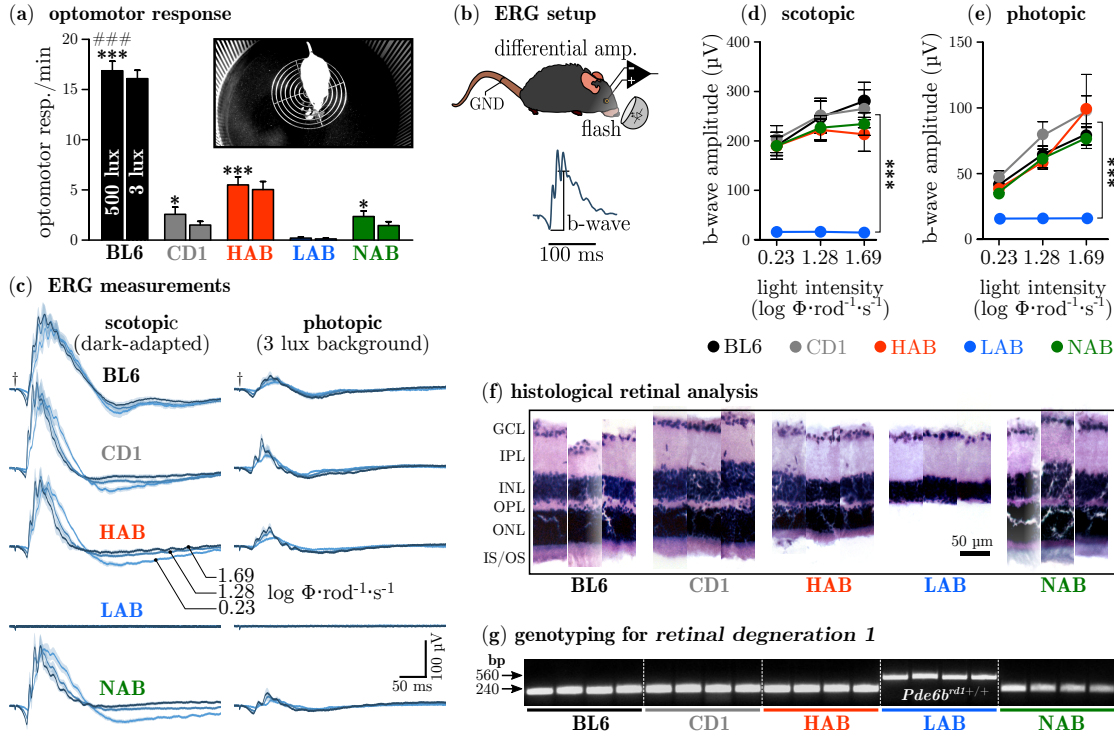 (a) optomotor response
optomotor resp./min
20
15
10
5
0
###
***
500 lux
3 lux
*
***
*
BL6 CD1 HAB LAB NAB
(b) ERG setup
differential amp.
GND
flash
b-wave
100 ms
(c) ERG measurements
scotopic
(dark-adapted)
photopic
(3 lux background)
†
†
BL6
CD1
HAB
1.69
1.28
0.23
log Φ·rod⁻¹·s⁻¹
LAB
100 µV
50 ms
NAB
(d) scotopic
b-wave amplitude (µV)
400
300
200
100
0
***
0.23 1.28 1.69
light intensity
(log Φ·rod⁻¹·s⁻¹)
(e) photopic
b-wave amplitude (µV)
150
100
50
0
***
0.23 1.28 1.69
light intensity
(log Φ·rod⁻¹·s⁻¹)
BL6 CD1 HAB LAB NAB
(f) histological retinal analysis
GCL
IPL
INL
OPL
ONL
IS/OS
50 µm
BL6 CD1 HAB LAB NAB
(g) genotyping for retinal degneration 1
bp
560
240
Pde6b^rd1+/+
BL6 CD1 HAB LAB NAB